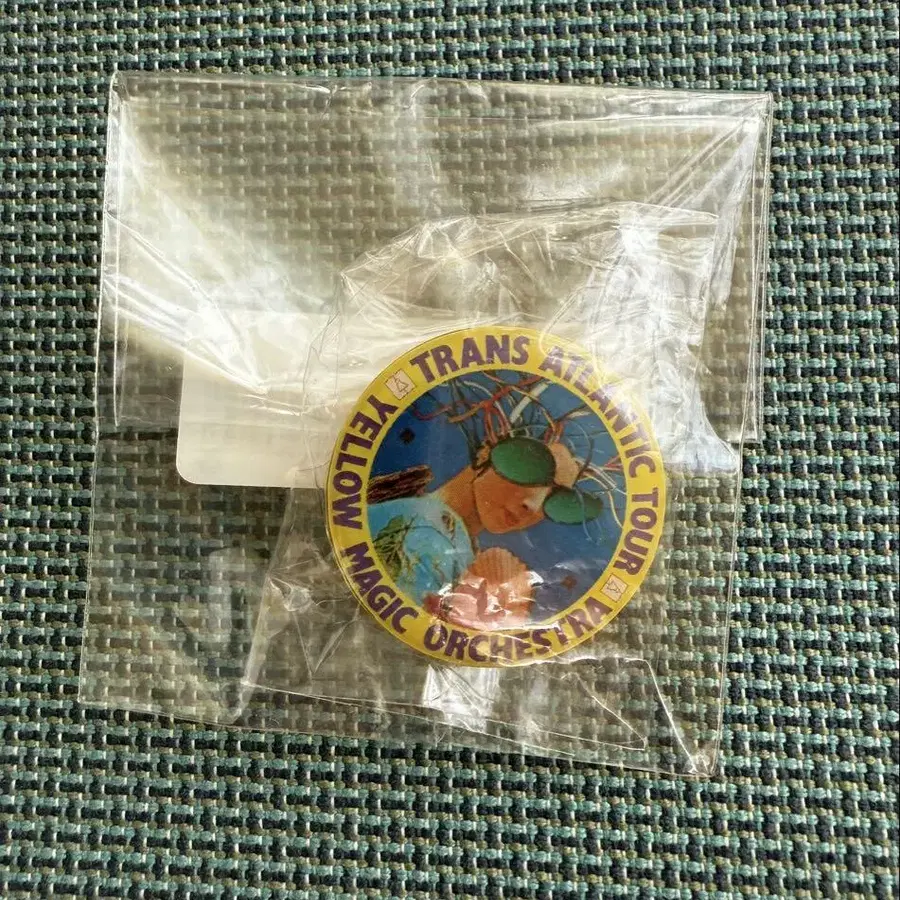 TRANS ATLANTIC TOUR
YELLOW MAGIC ORCHESTRA